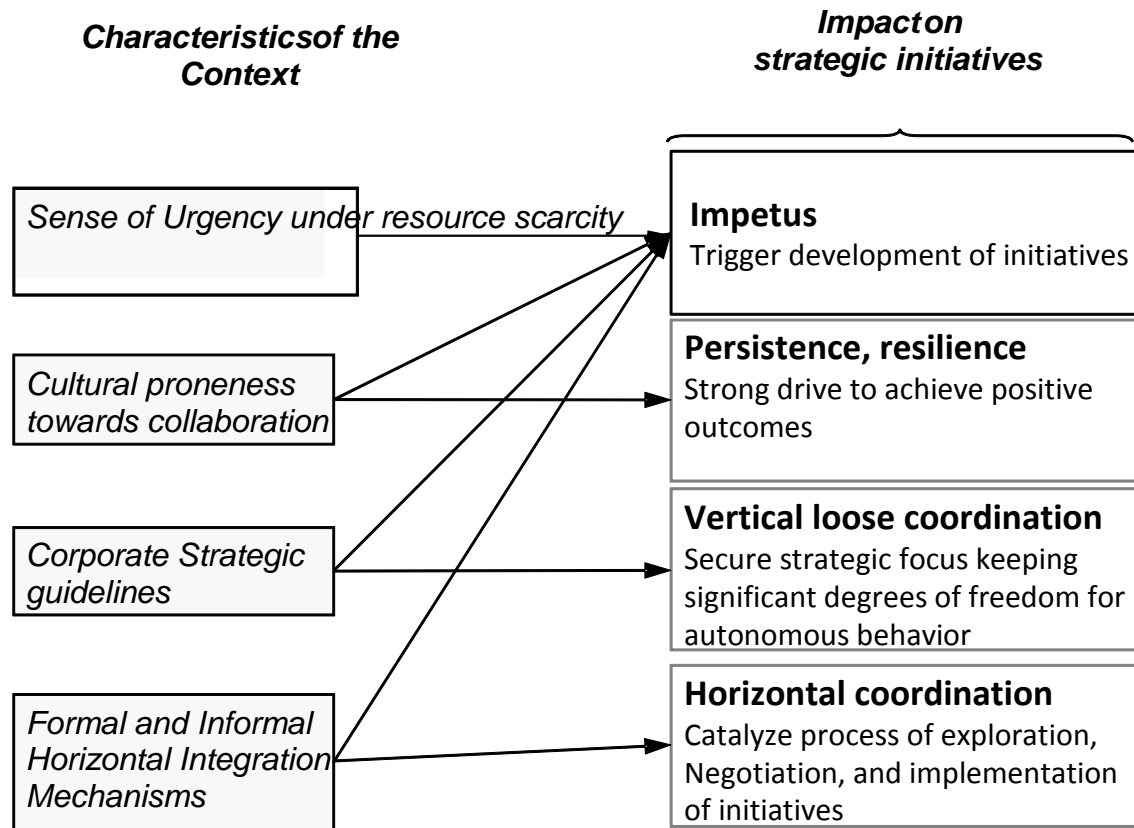 Characteristicsof the
Context
Impacton
strategic initiatives
Sense of Urgency under resource scarcity
Cultural proneness
towards collaboration
Corporate Strategic
guidelines
Formal and Informal
Horizontal Integration
Mechanisms
Impetus
Trigger development of initiatives
Persistence, resilience
Strong drive to achieve positive
outcomes
Vertical loose coordination
Secure strategic focus keeping
significant degrees of freedom for
autonomous behavior
Horizontal coordination
Catalyze process of exploration,
Negotiation, and implementation
of initiatives